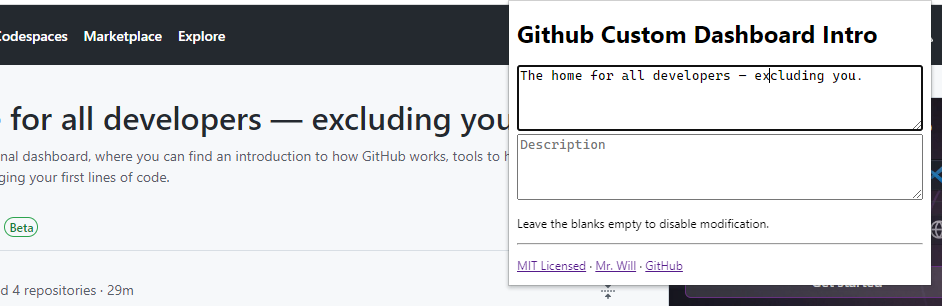 Codespaces Marketplace Explore
for all developers — excluding you
nal dashboard, where you can find an introduction to how GitHub works, tools to h
ging your first lines of code.
Beta
d 4 repositories · 29m
Github Custom Dashboard Intro
The home for all developers — excluding you.
Description
Leave the blanks empty to disable modification.
MIT Licensed · Mr. Will · GitHub
Get started